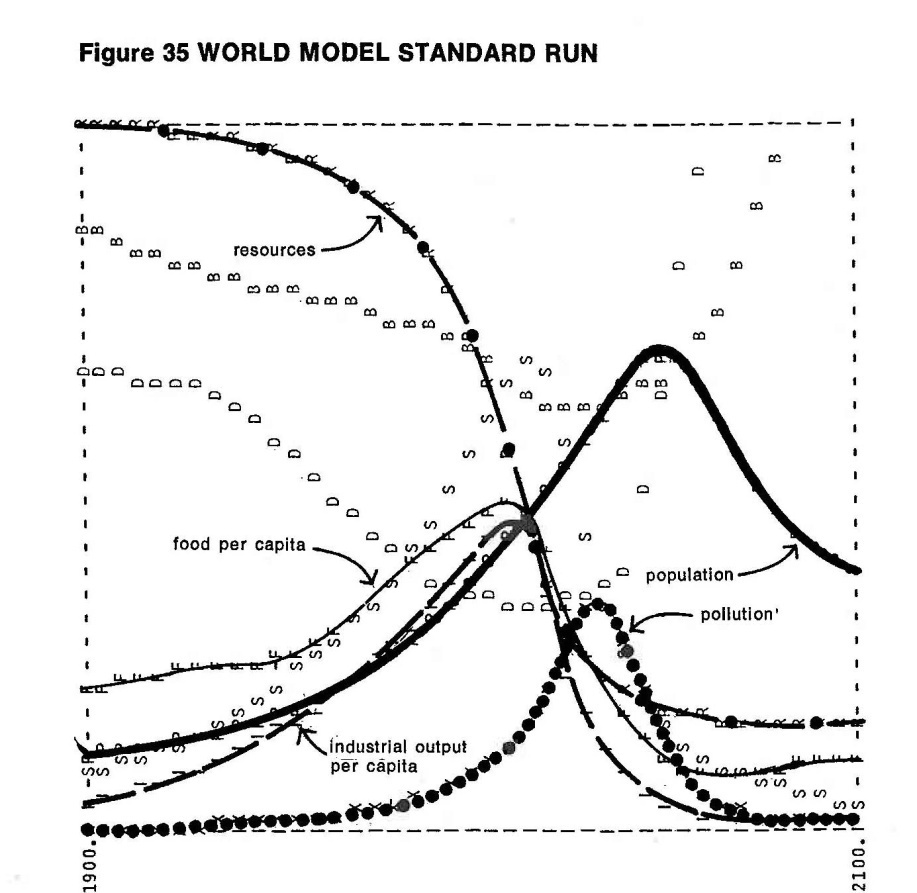 Figure 35 WORLD MODEL STANDARD RUN
resources
food per capita
population
pollution
industrial output
per capita
1900.
2100.